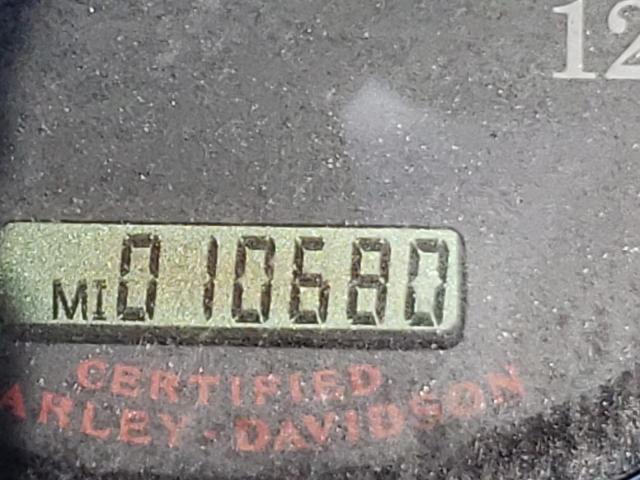 12
MI 010680
CERTIFIED
ARLEY-DAVIDSON